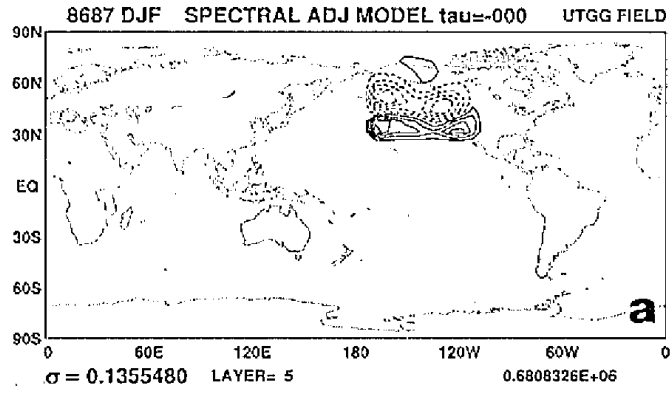 8687 DJF SPECTRAL ADJ MODEL tau=-000 UTGG FIELD
90N
60N
30N
EQ
30S
60S
90S
a
0 60E 120E 180 120W 60W 0
σ = 0.1355480 LAYER= 5 0.6808326E+06